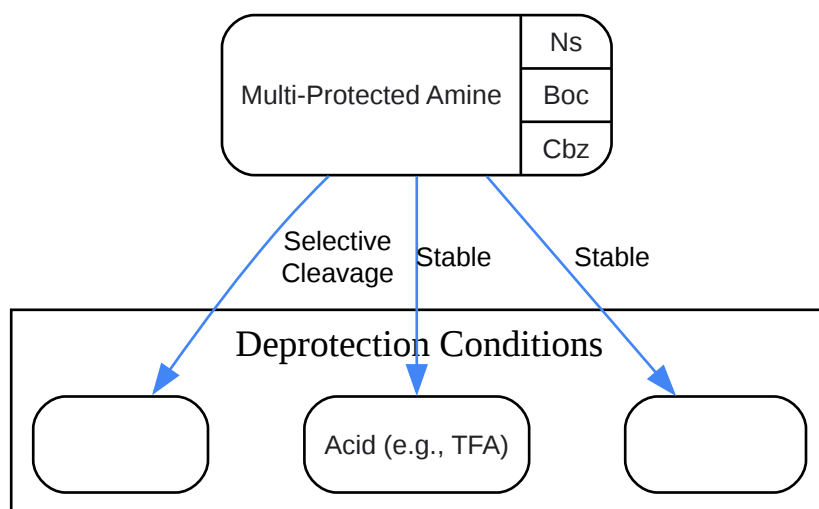 Multi-Protected Amine
Ns
Boc
Cbz
Selective
Cleavage
Stable
Stable
Deprotection Conditions
Acid (e.g., TFA)